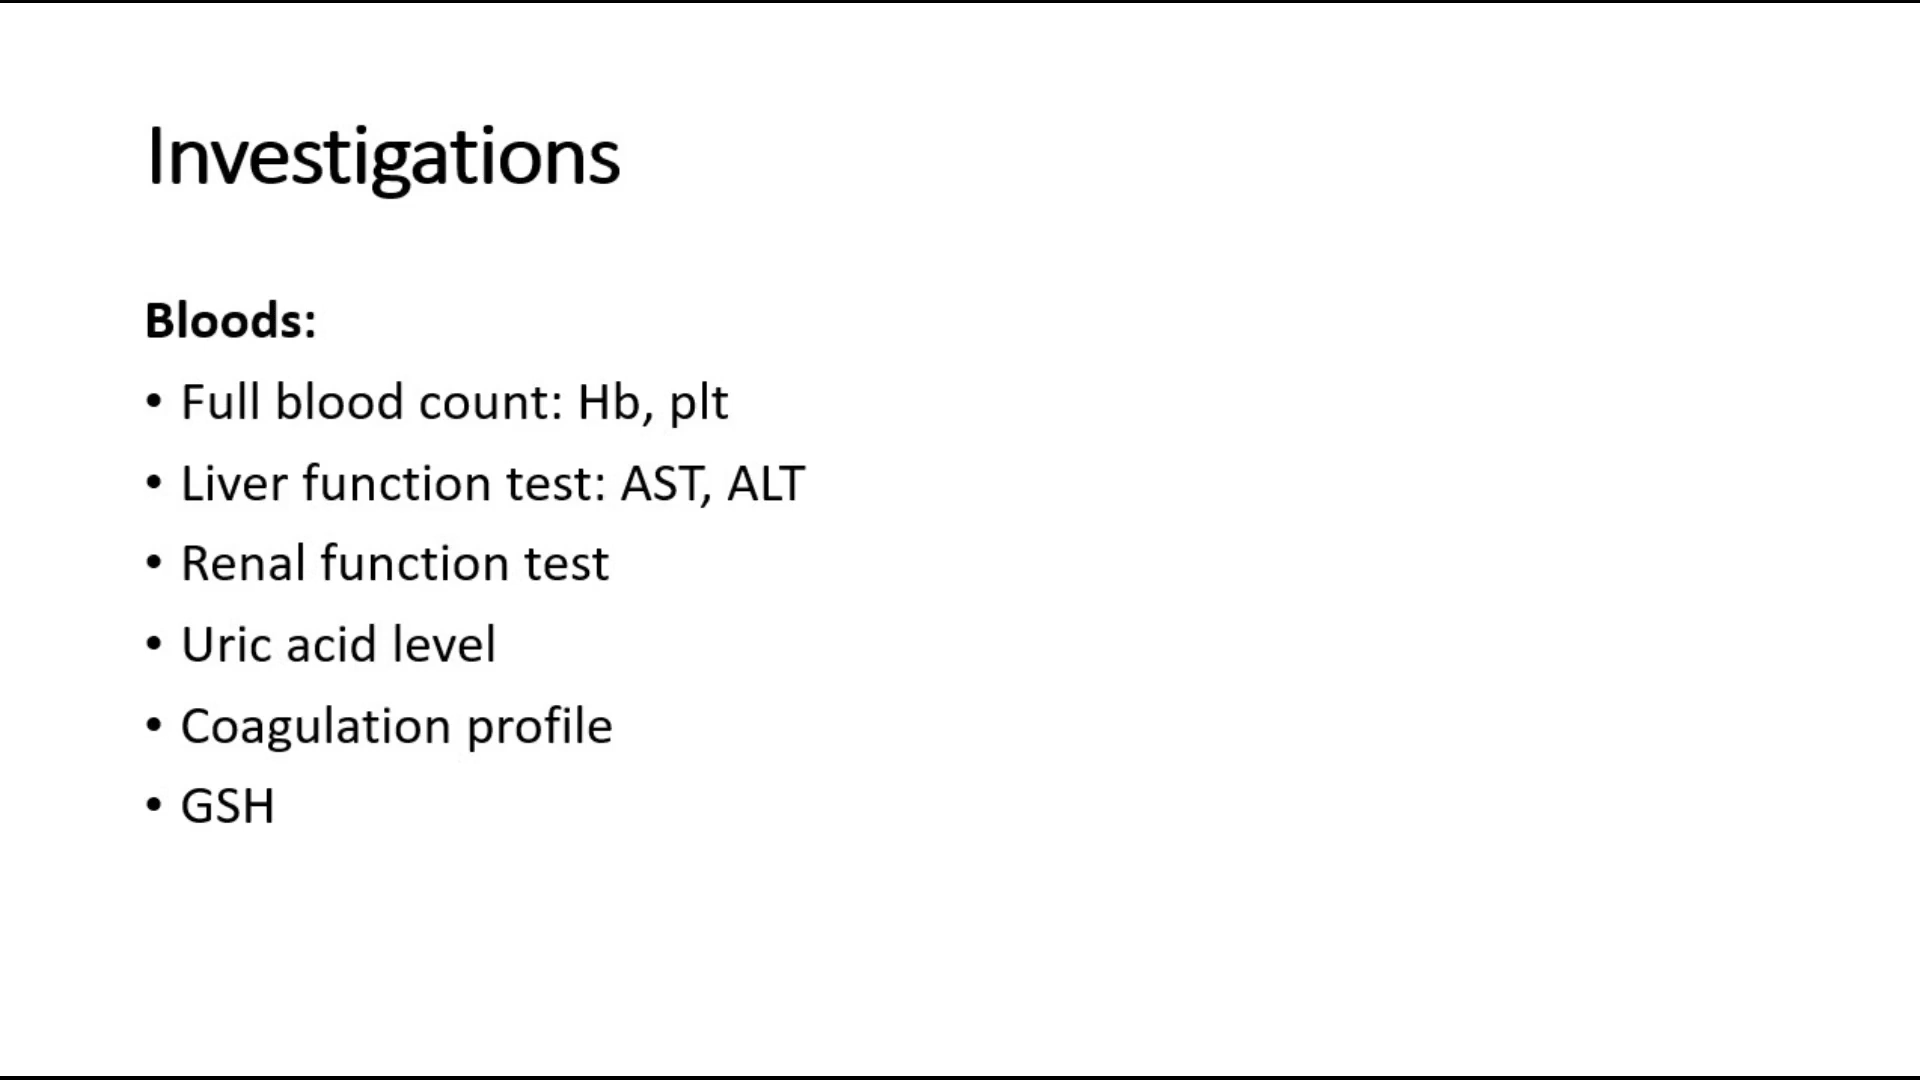 Investigations
Bloods:
• Full blood count: Hb, plt
• Liver function test: AST, ALT
• Renal function test
• Uric acid level
• Coagulation profile
• GSH